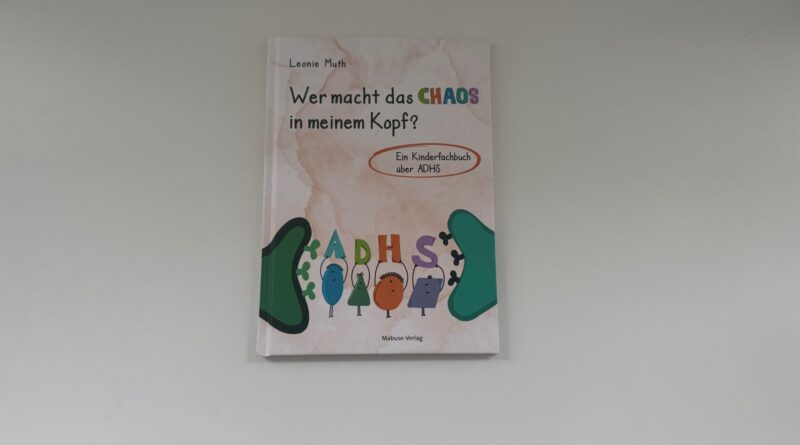 Leonie Muth
Wer macht das CHAOS
in meinem Kopf?
Ein Kinderfachbuch
über ADHS
ADHS
Mabuse-Verlag